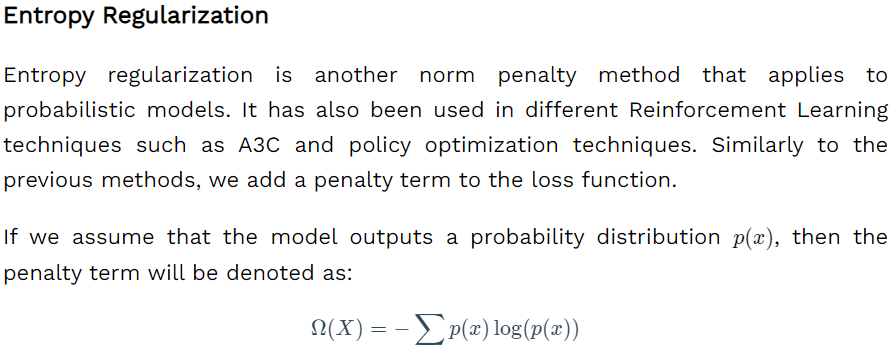 Entropy Regularization
Entropy regularization is another norm penalty method that applies to
probabilistic models. It has also been used in different Reinforcement Learning
techniques such as A3C and policy optimization techniques. Similarly to the
previous methods, we add a penalty term to the loss function.
If we assume that the model outputs a probability distribution p(x), then the
penalty term will be denoted as:
Ω(X) = − ∑ p(x) log(p(x))